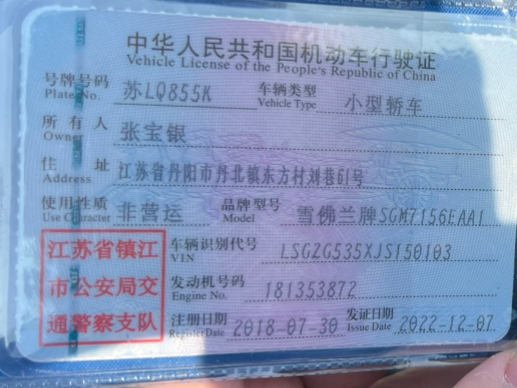 中华人民共和国机动车行驶证
Vehicle License of the People's Republic of China
号牌号码 苏LQ855K 车辆类型 小型轿车
Plate No. Vehicle Type
所有人 张宝银
Owner
住址 江苏省丹阳市丹北镇东方村刘巷61号
Address
使用性质 非营运 品牌型号 雪佛兰牌SGM7156EAA1
Use Character Model
江苏省镇江 车辆识别代号 LSGZG535XJS150103
VIN
市公安局交 发动机号码 181353872
Engine No.
通警察支队 注册日期 2018-07-30 发证日期 2022-12-07
Register Date Issue Date